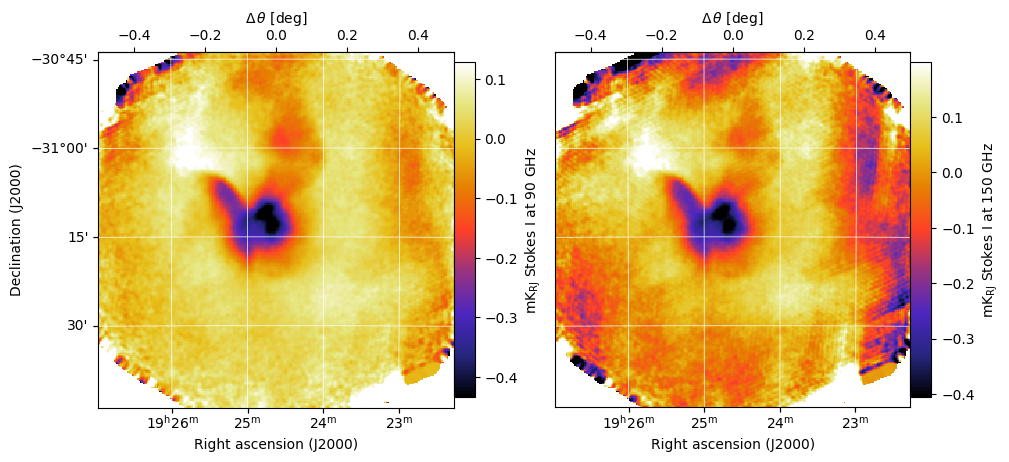 Δθ [deg]
−0.4 −0.2 0.0 0.2 0.4
Δθ [deg]
−0.4 −0.2 0.0 0.2 0.4
Declination (J2000)
−30°45'
−31°00'
15'
30'
19ʰ26ᵐ 25ᵐ 24ᵐ 23ᵐ
Right ascension (J2000)
0.1
0.0
−0.1
−0.2
−0.3
−0.4
mK_RJ Stokes I at 90 GHz
19ʰ26ᵐ 25ᵐ 24ᵐ 23ᵐ
Right ascension (J2000)
0.1
0.0
−0.1
−0.2
−0.3
−0.4
mK_RJ Stokes I at 150 GHz